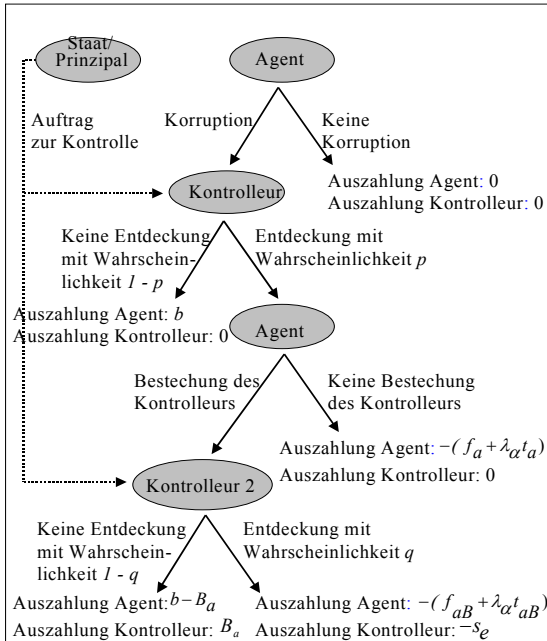 Staat/
Prinzipal
Agent
Auftrag
zur Kontrolle
Korruption
Keine
Korruption
Kontrolleur
Auszahlung Agent: 0
Auszahlung Kontrolleur: 0
Keine Entdeckung
mit Wahrschein-
lichkeit 1 - p
Entdeckung mit
Wahrscheinlichkeit p
Auszahlung Agent: b
Auszahlung Kontrolleur: 0
Agent
Bestechung des
Kontrolleurs
Keine Bestechung
des Kontrolleurs
Auszahlung Agent: −( f_a + λ_α t_a )
Auszahlung Kontrolleur: 0
Kontrolleur 2
Keine Entdeckung
mit Wahrschein-
lichkeit 1 - q
Entdeckung mit
Wahrscheinlichkeit q
Auszahlung Agent: b − B_a
Auszahlung Kontrolleur: B_a
Auszahlung Agent: −( f_aB + λ_α t_aB )
Auszahlung Kontrolleur: −s_e